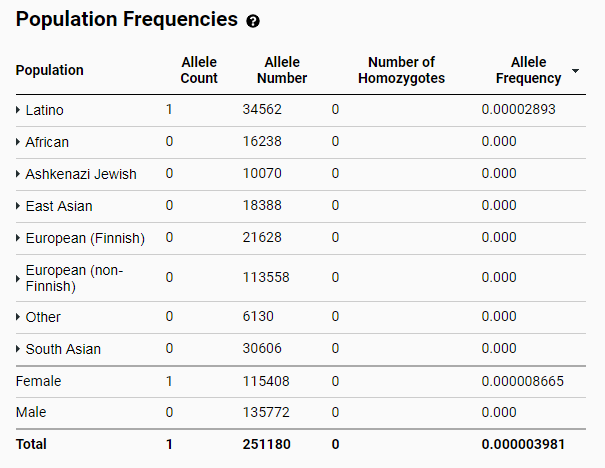 Population Frequencies ?
Population Allele Count Allele Number Number of Homozygotes Allele Frequency
Latino 1 34562 0 0.00002893
African 0 16238 0 0.000
Ashkenazi Jewish 0 10070 0 0.000
East Asian 0 18388 0 0.000
European (Finnish) 0 21628 0 0.000
European (non-Finnish) 0 113558 0 0.000
Other 0 6130 0 0.000
South Asian 0 30606 0 0.000
Female 1 115408 0 0.000008665
Male 0 135772 0 0.000
Total 1 251180 0 0.000003981